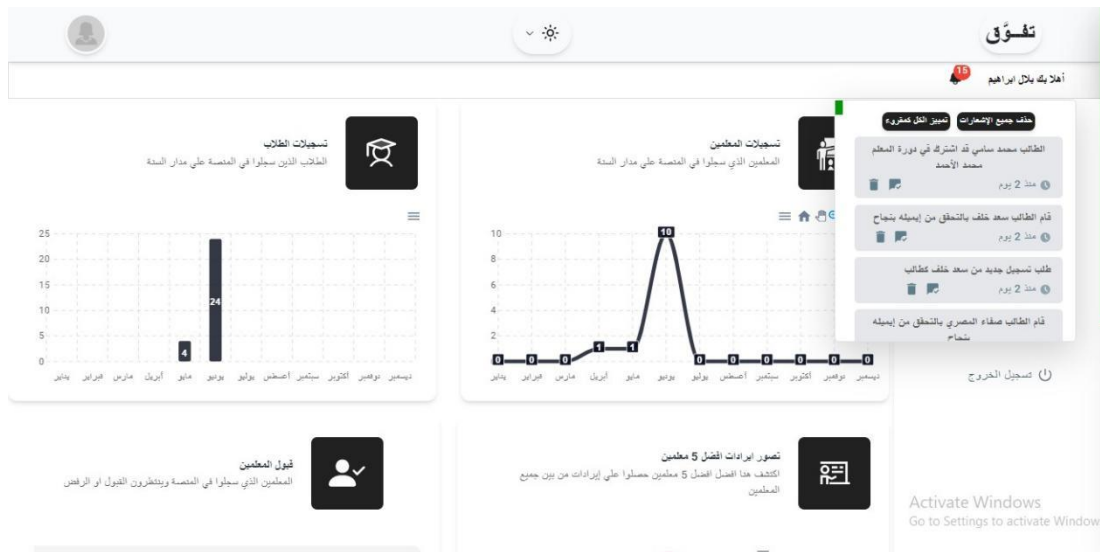 تفـــوَّق
أهلا بك بلال ابراهيم
15
حذف جميع الإشعارات
تمييز الكل كمقروء
الطالب محمد سامي قد اشترك في دورة المعلم
محمد الأحمد
منذ 2 يوم
قام الطالب سعد خلف بالتحقق من إيميله بنجاح
منذ 2 يوم
طلب تسجيل جديد من سعد خلف كطالب
منذ 2 يوم
قام الطالب صفاء المصري بالتحقق من إيميله
بنجاح
تسجيل الخروج
تسجيلات المعلمين
المعلمين الذي سجلوا في المنصة علي مدار السنة
10
8
6
4
2
0 0 0 1 1 10 0 0 0 0 0 0
ديسمبر نوفمبر أكتوبر سبتمبر أغسطس يوليو يونيو مايو أبريل مارس فبراير يناير
تسجيلات الطلاب
الطلاب الذين سجلوا في المنصة علي مدار السنة
25
20
15
10
5
0
4 24
ديسمبر نوفمبر أكتوبر سبتمبر أغسطس يوليو يونيو مايو أبريل مارس فبراير يناير
تصور ايرادات افضل 5 معلمين
اكتشف هنا افضل افضل 5 معلمين حصلوا علي إيرادات من بين جميع
المعلمين
قبول المعلمين
المعلمين الذي سجلوا في المنصة وينتظرون القبول او الرفض
Activate Windows
Go to Settings to activate Window